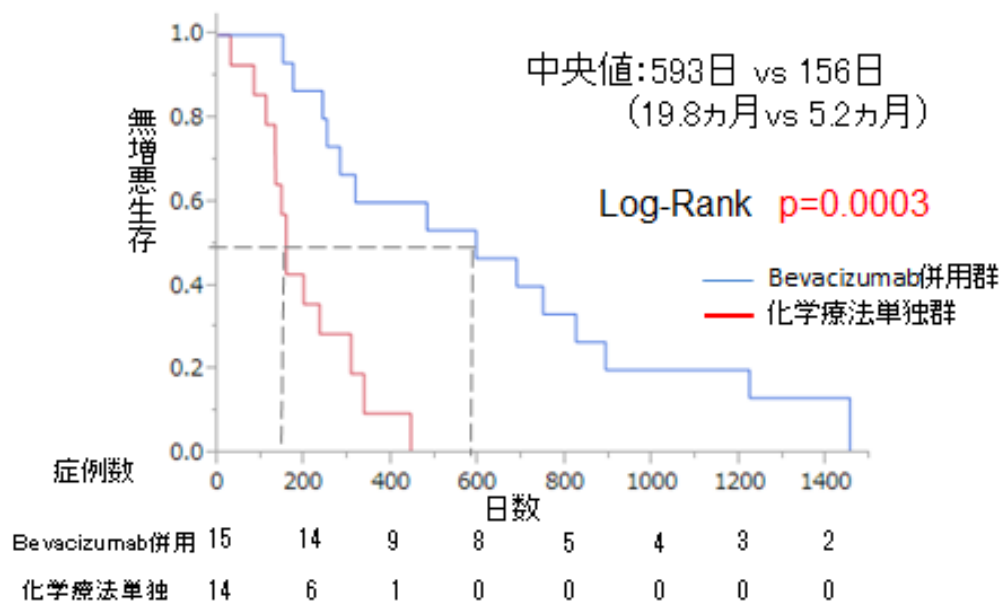 中央値:593日 vs 156日
(19.8ヵ月vs 5.2ヵ月)
Log-Rank p=0.0003
Bevacizumab併用群
化学療法単独群
無増悪生存
1.0
0.8
0.6
0.4
0.2
0.0
0 200 400 600 800 1000 1200 1400
日数
症例数
Bevacizumab併用 15 14 9 8 5 4 3 2
化学療法単独 14 6 1 0 0 0 0 0